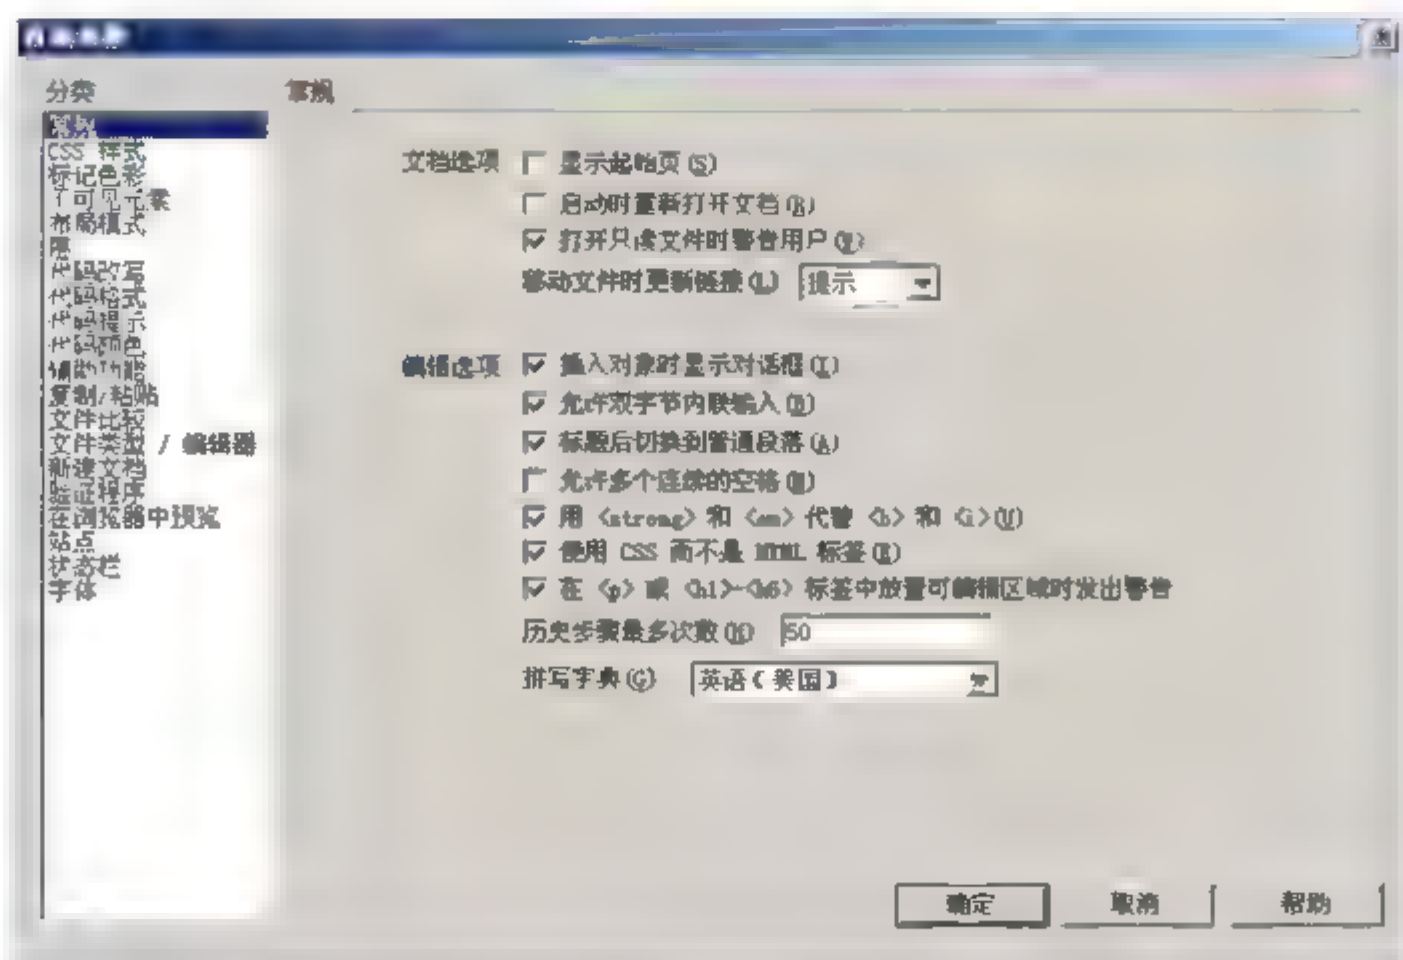 分类
常规
常规
CSS 样式
标记色彩
不可见元素
布局模式
层
代码改写
代码格式
代码提示
代码颜色
辅助功能
复制/粘贴
文件比较
文件类型 / 编辑器
新建文档
验证程序
在浏览器中预览
站点
状态栏
字体
文档选项 显示起始页(S)
启动时重新打开文档(R)
打开只读文件时警告用户(W)
移动文件时更新链接(L) 提示
编辑选项 插入对象时显示对话框(I)
允许双字节内联输入(D)
标题后切换到普通段落(A)
允许多个连续的空格(M)
用 <strong> 和 <em> 代替 <b> 和 <i>(U)
使用 CSS 而不是 HTML 标签(E)
在 <p> 或 <h1>-<h6> 标签中放置可编辑区域时发出警告
历史步骤最多次数(N) 50
拼写字典(G) 英语(美国)
确定 取消 帮助